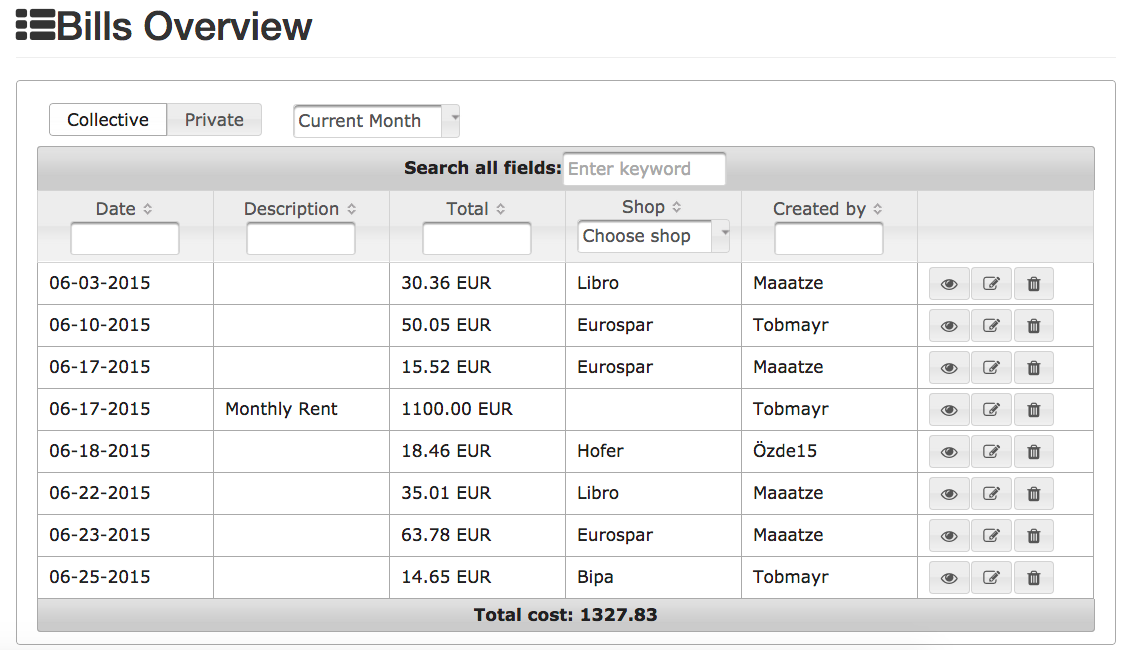 Bills Overview
Collective Private Current Month
Search all fields: Enter keyword
Date Description Total Shop Created by
Choose shop
06-03-2015 30.36 EUR Libro Maaatze
06-10-2015 50.05 EUR Eurospar Tobmayr
06-17-2015 15.52 EUR Eurospar Maaatze
06-17-2015 Monthly Rent 1100.00 EUR Tobmayr
06-18-2015 18.46 EUR Hofer Özde15
06-22-2015 35.01 EUR Libro Maaatze
06-23-2015 63.78 EUR Eurospar Maaatze
06-25-2015 14.65 EUR Bipa Tobmayr
Total cost: 1327.83